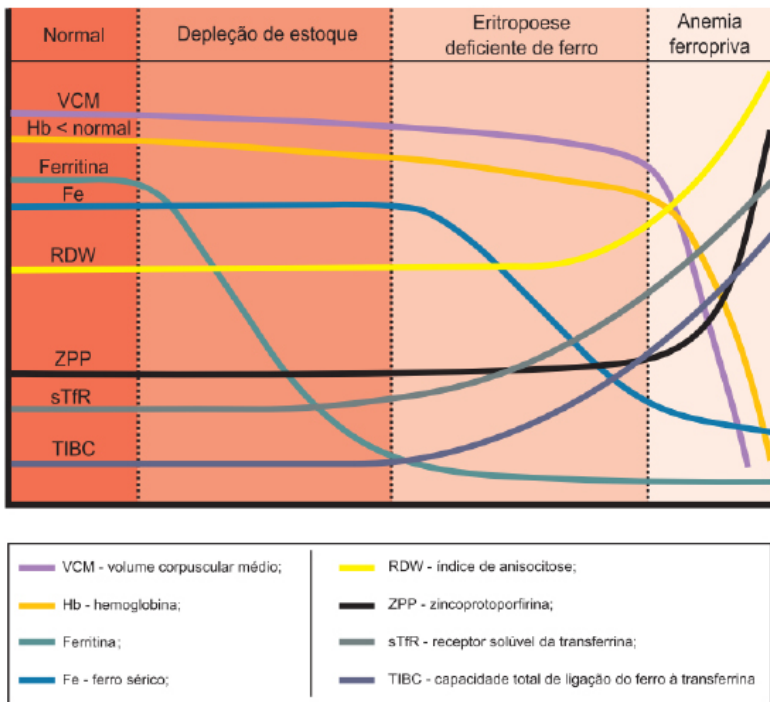 Normal
Depleção de estoque
Eritropoese
deficiente de ferro
Anemia
ferropriva
VCM
Hb < normal
Ferritina
Fe
RDW
ZPP
sTfR
TIBC
VCM - volume corpuscular médio;
Hb - hemoglobina;
Ferritina;
Fe - ferro sérico;
RDW - índice de anisocitose;
ZPP - zincoprotoporfirina;
sTfR - receptor solúvel da transferrina;
TIBC - capacidade total de ligação do ferro à transferrina